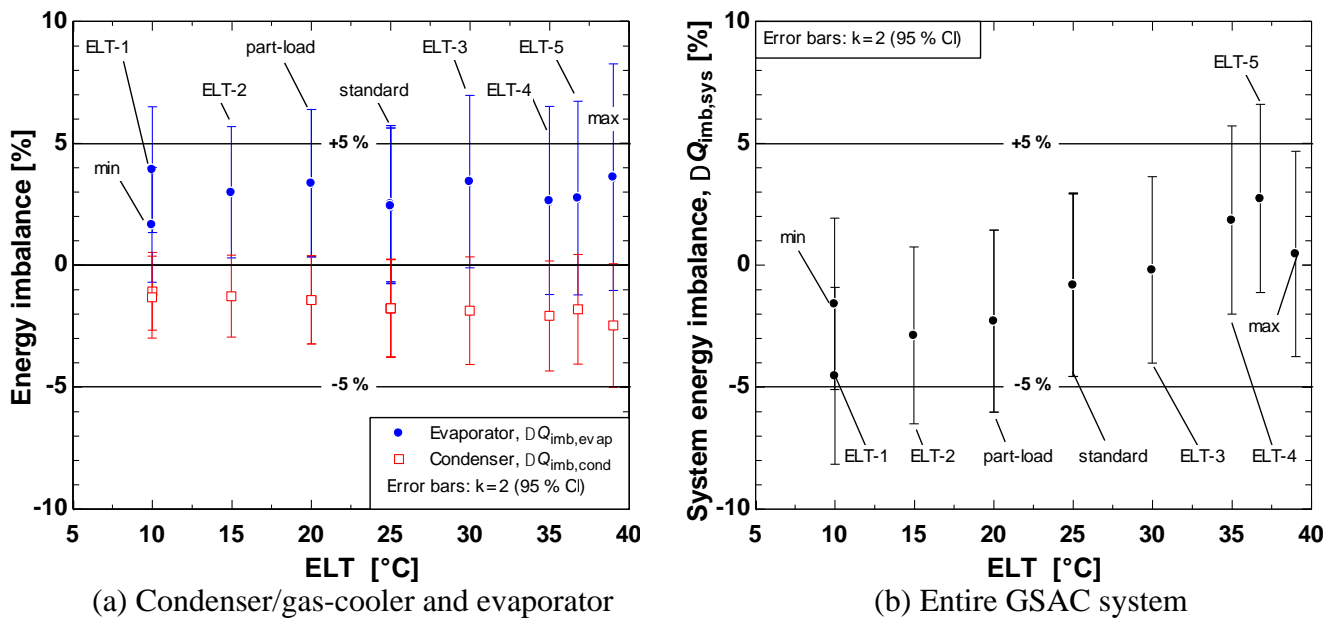 10
5
0
-5
-10
Energy imbalance [%]
ELT-1
part-load
ELT-3
ELT-5
ELT-2
standard
ELT-4
max
min
+5 %
-5 %
Evaporator, DQimb,evap
Condenser, DQimb,cond
Error bars: k=2 (95 % CI)
5 10 15 20 25 30 35 40
ELT [°C]
(a) Condenser/gas-cooler and evaporator
10
5
0
-5
-10
System energy imbalance, DQimb,sys [%]
Error bars: k=2 (95 % CI)
ELT-5
+5 %
min
max
-5 %
ELT-1 ELT-2 part-load standard ELT-3 ELT-4
5 10 15 20 25 30 35 40
ELT [°C]
(b) Entire GSAC system